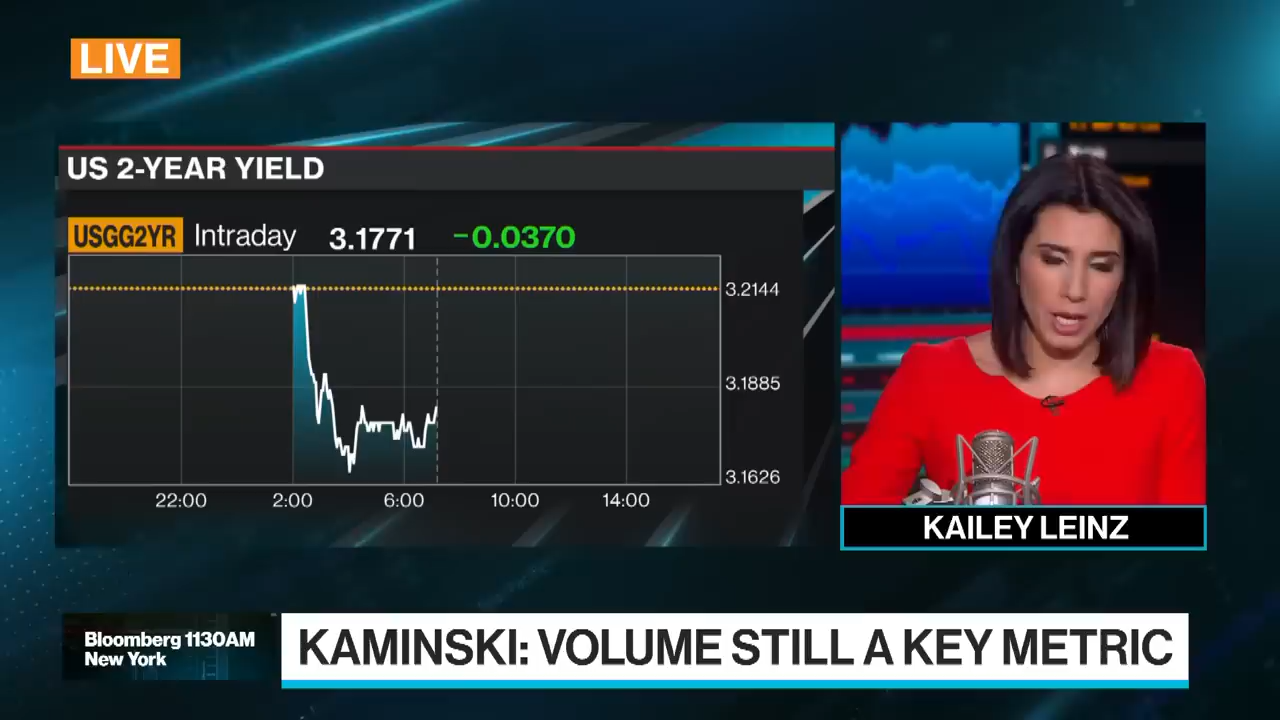 LIVE
US 2-YEAR YIELD
USGG2YR Intraday 3.1771 -0.0370
3.2144
3.1885
3.1626
22:00 2:00 6:00 10:00 14:00
KAILEY LEINZ
Bloomberg 1130AM
New York
KAMINSKI: VOLUME STILL A KEY METRIC